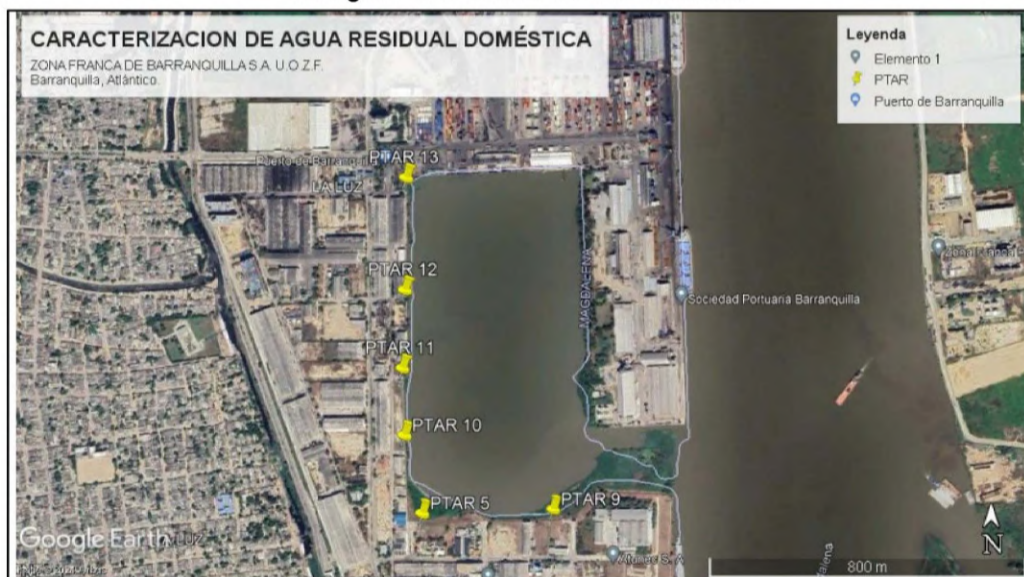 CARACTERIZACION DE AGUA RESIDUAL DOMÉSTICA
ZONA FRANCA DE BARRANQUILLA S.A. U.O.Z.F.
Barranquilla, Atlántico.
Leyenda
Elemento 1
PTAR
Puerto de Barranquilla
PTAR 13
LA LUZ
PTAR 12
MAGDALENA
Sociedad Portuaria Barranquilla
PTAR 11
PTAR 10
PTAR 5
PTAR 9
Google Earth
LUZ
N
800 m